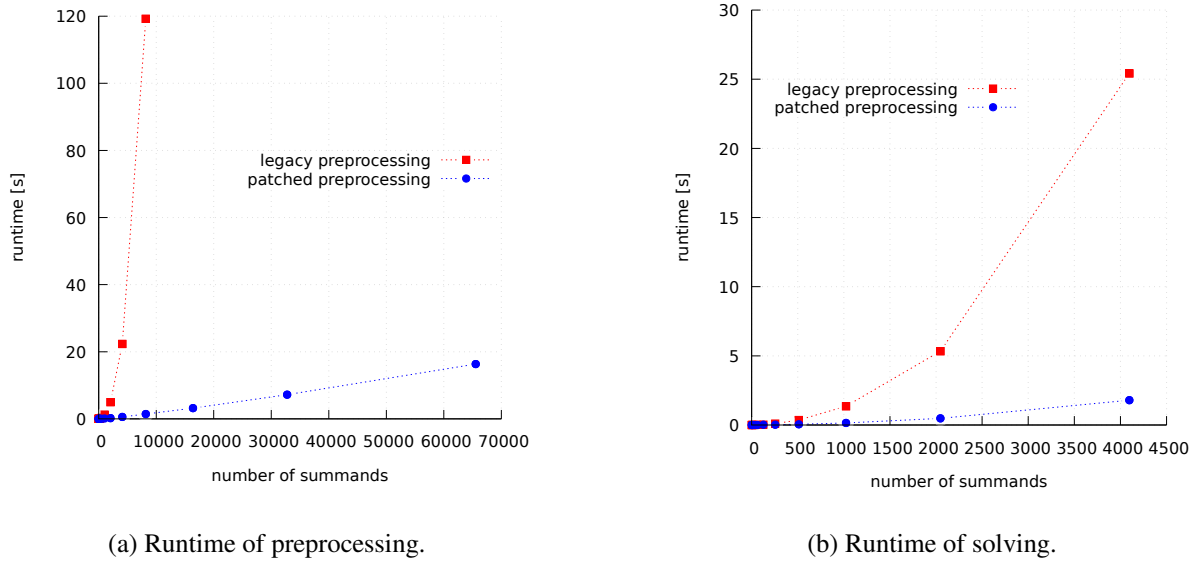 120
100
80
60
40
20
0
runtime [s]
legacy preprocessing
patched preprocessing
0 10000 20000 30000 40000 50000 60000 70000
number of summands
(a) Runtime of preprocessing.
30
25
20
15
10
5
0
runtime [s]
legacy preprocessing
patched preprocessing
0 500 1000 1500 2000 2500 3000 3500 4000 4500
number of summands
(b) Runtime of solving.